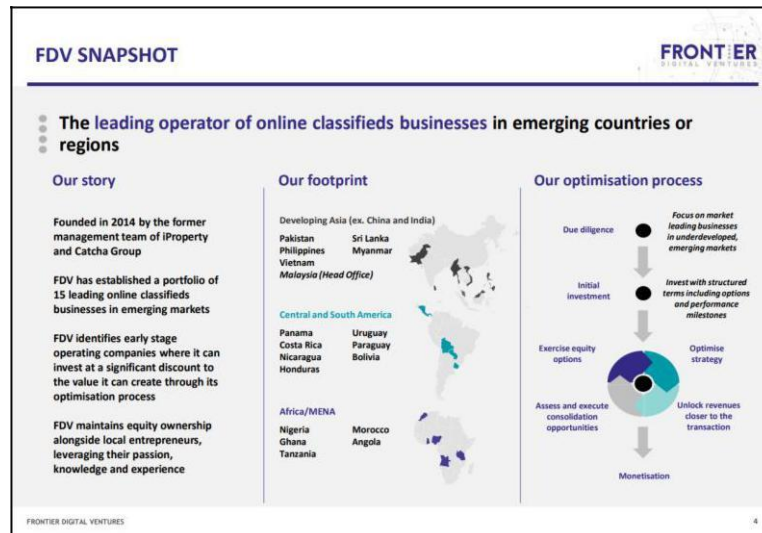 FDV SNAPSHOT
FRONTIER
DIGITAL VENTURES
The leading operator of online classifieds businesses in emerging countries or
regions
Our story
Founded in 2014 by the former
management team of iProperty
and Catcha Group
FDV has established a portfolio of
15 leading online classifieds
businesses in emerging markets
FDV identifies early stage
operating companies where it can
invest at a significant discount to
the value it can create through its
optimisation process
FDV maintains equity ownership
alongside local entrepreneurs,
leveraging their passion,
knowledge and experience
Our footprint
Developing Asia (ex. China and India)
Pakistan Sri Lanka
Philippines Myanmar
Vietnam
Malaysia (Head Office)
Central and South America
Panama Uruguay
Costa Rica Paraguay
Nicaragua Bolivia
Honduras
Africa/MENA
Nigeria Morocco
Ghana Angola
Tanzania
Our optimisation process
Due diligence
Focus on market
leading businesses
in underdeveloped,
emerging markets
Initial
investment
Invest with structured
terms including options
and performance
milestones
Exercise equity
options
Optimise
strategy
Assess and execute
consolidation
opportunities
Unlock revenues
closer to the
transaction
Monetisation
FRONTIER DIGITAL VENTURES
4